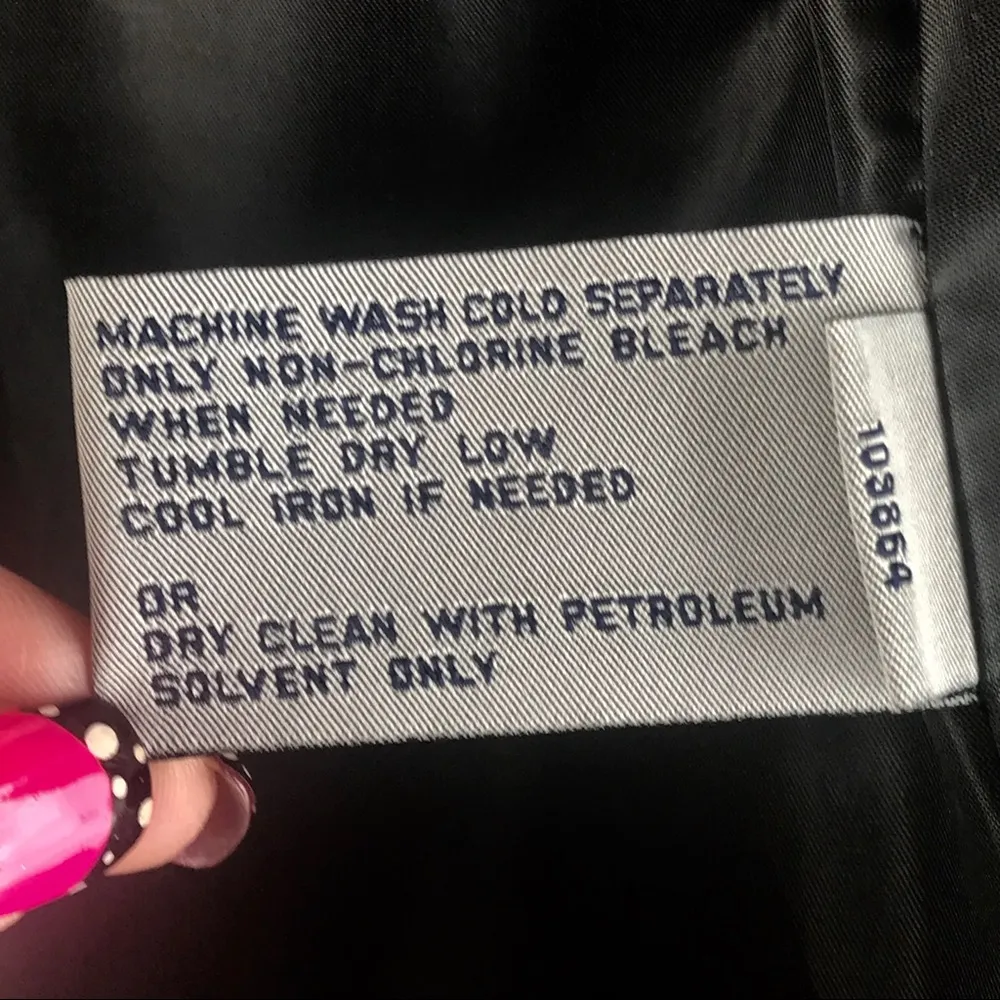 MACHINE WASH COLD SEPARATELY
ONLY NON-CHLORINE BLEACH
WHEN NEEDED
TUMBLE DRY LOW
COOL IRON IF NEEDED
OR
DRY CLEAN WITH PETROLEUM
SOLVENT ONLY
103864